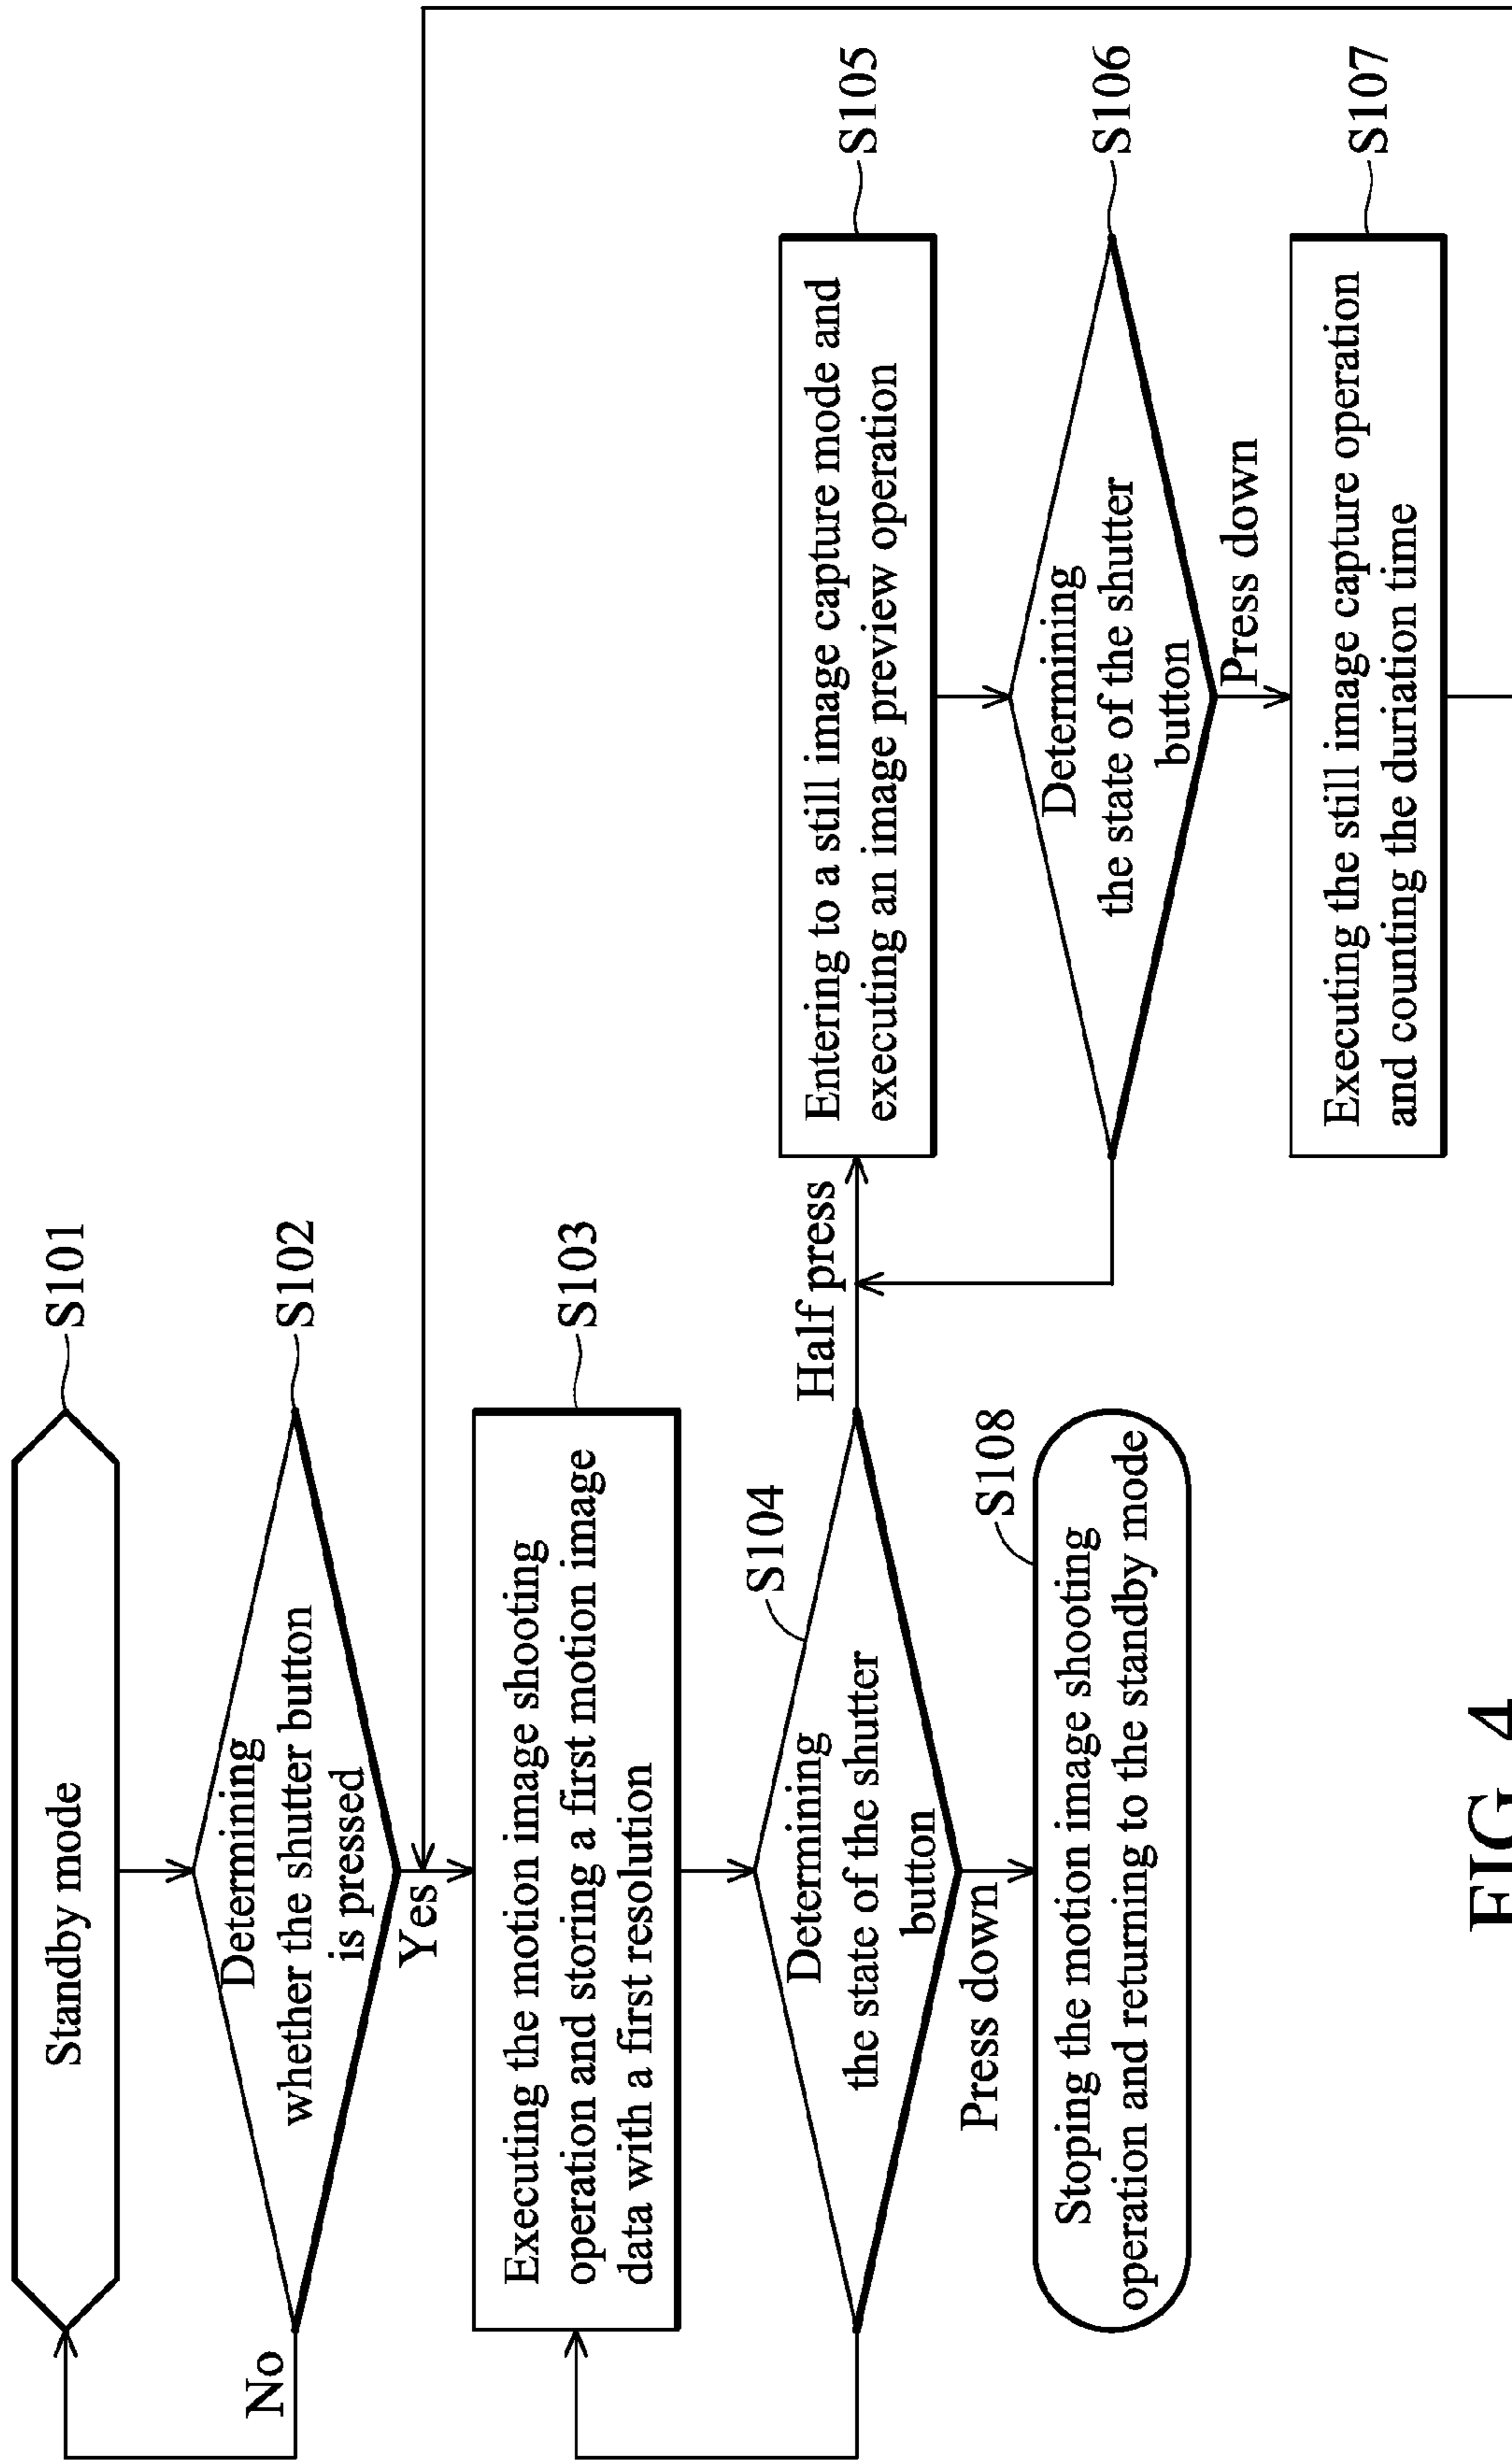 Standby mode
S101
Determining
whether the shutter button
is pressed
S102
No
Yes
Executing the motion image shooting
operation and storing a first motion image
data with a first resolution
S103
Determining
the state of the shutter
button
S104
Half press
Press down
Stoping the motion image shooting
operation and returning to the standby mode
S108
Entering to a still image capture mode and
executing an image preview operation
S105
Determining
the state of the shutter
button
S106
Press down
Executing the still image capture operation
and counting the duriation time
S107
FIG. 4